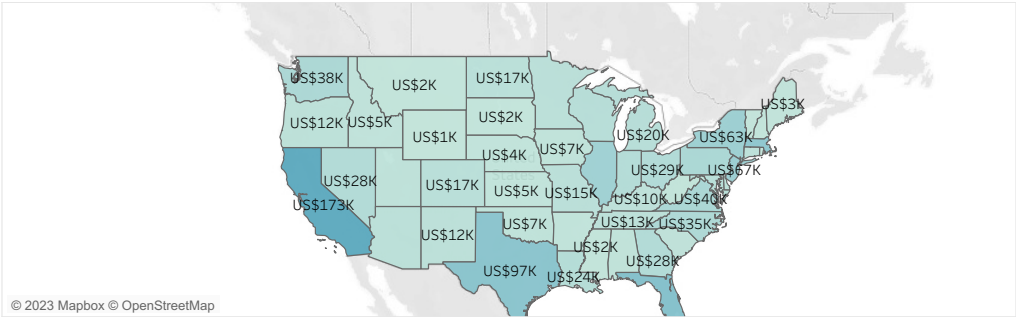 US$38K
US$2K
US$17K
US$3K
US$12K
US$5K
US$1K
US$2K
US$20K
US$63K
US$4K
US$7K
US$29K
US$67K
US$28K
US$17K
US$5K
US$15K
US$10K
US$40K
US$173K
US$12K
US$7K
US$13K
US$35K
US$2K
US$97K
US$24K
US$28K
States
© 2023 Mapbox © OpenStreetMap